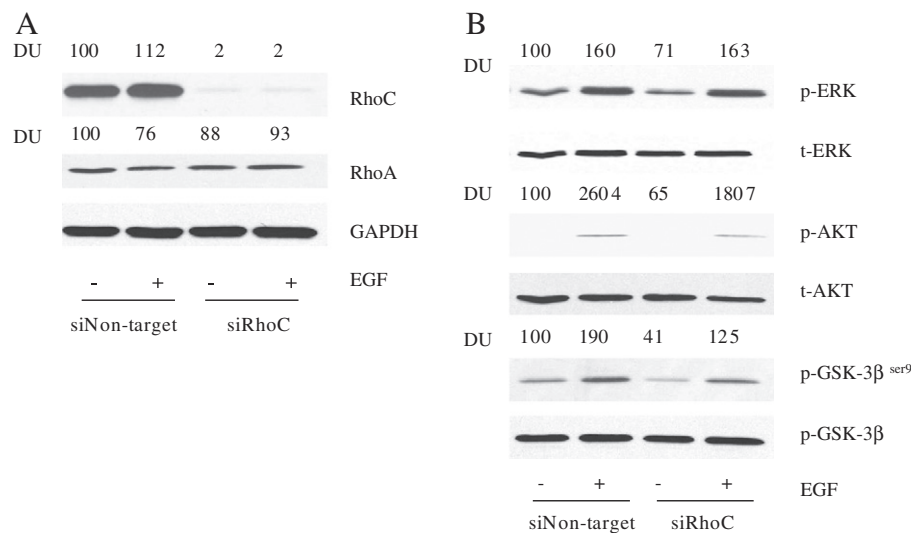 A
DU 100 112 2 2
RhoC
DU 100 76 88 93
RhoA
GAPDH
- + - + EGF
siNon-target siRhoC
B
DU 100 160 71 163
p-ERK
t-ERK
DU 100 2604 65 1807
p-AKT
t-AKT
DU 100 190 41 125
p-GSK-3β ser9
p-GSK-3β
- + - + EGF
siNon-target siRhoC